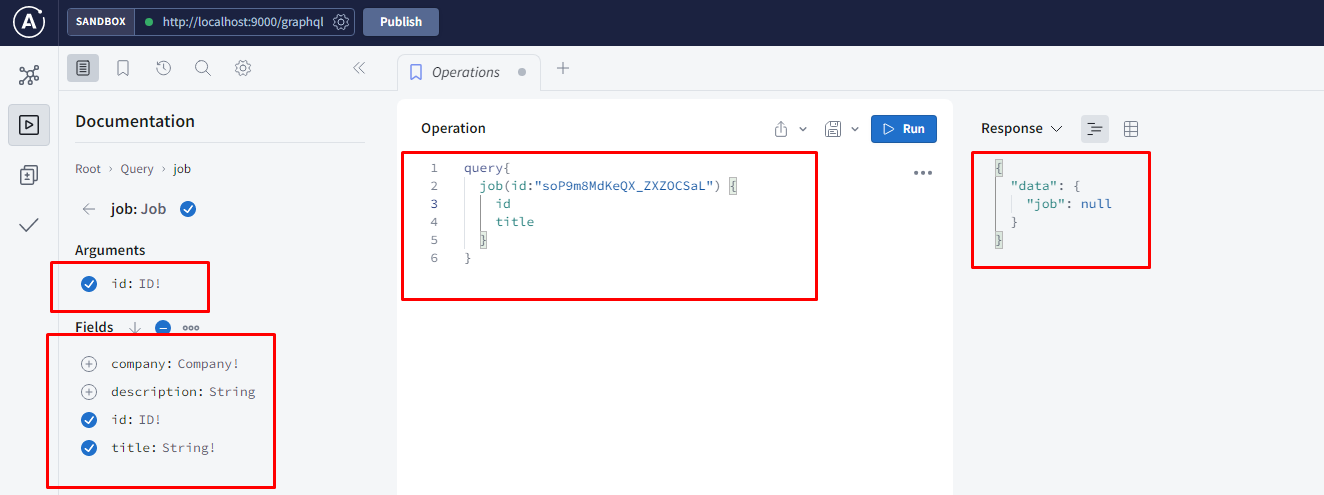 SANDBOX http://localhost:9000/graphql Publish
Operations
Documentation
Root › Query › job
job: Job
Arguments
id: ID!
Fields
company: Company!
description: String
id: ID!
title: String!
Operation
Run
1 query{
2 job(id:"soP9m8MdKeQX_ZXZOCSaL") {
3 id
4 title
5 }
6 }
Response
{
"data": {
"job": null
}
}